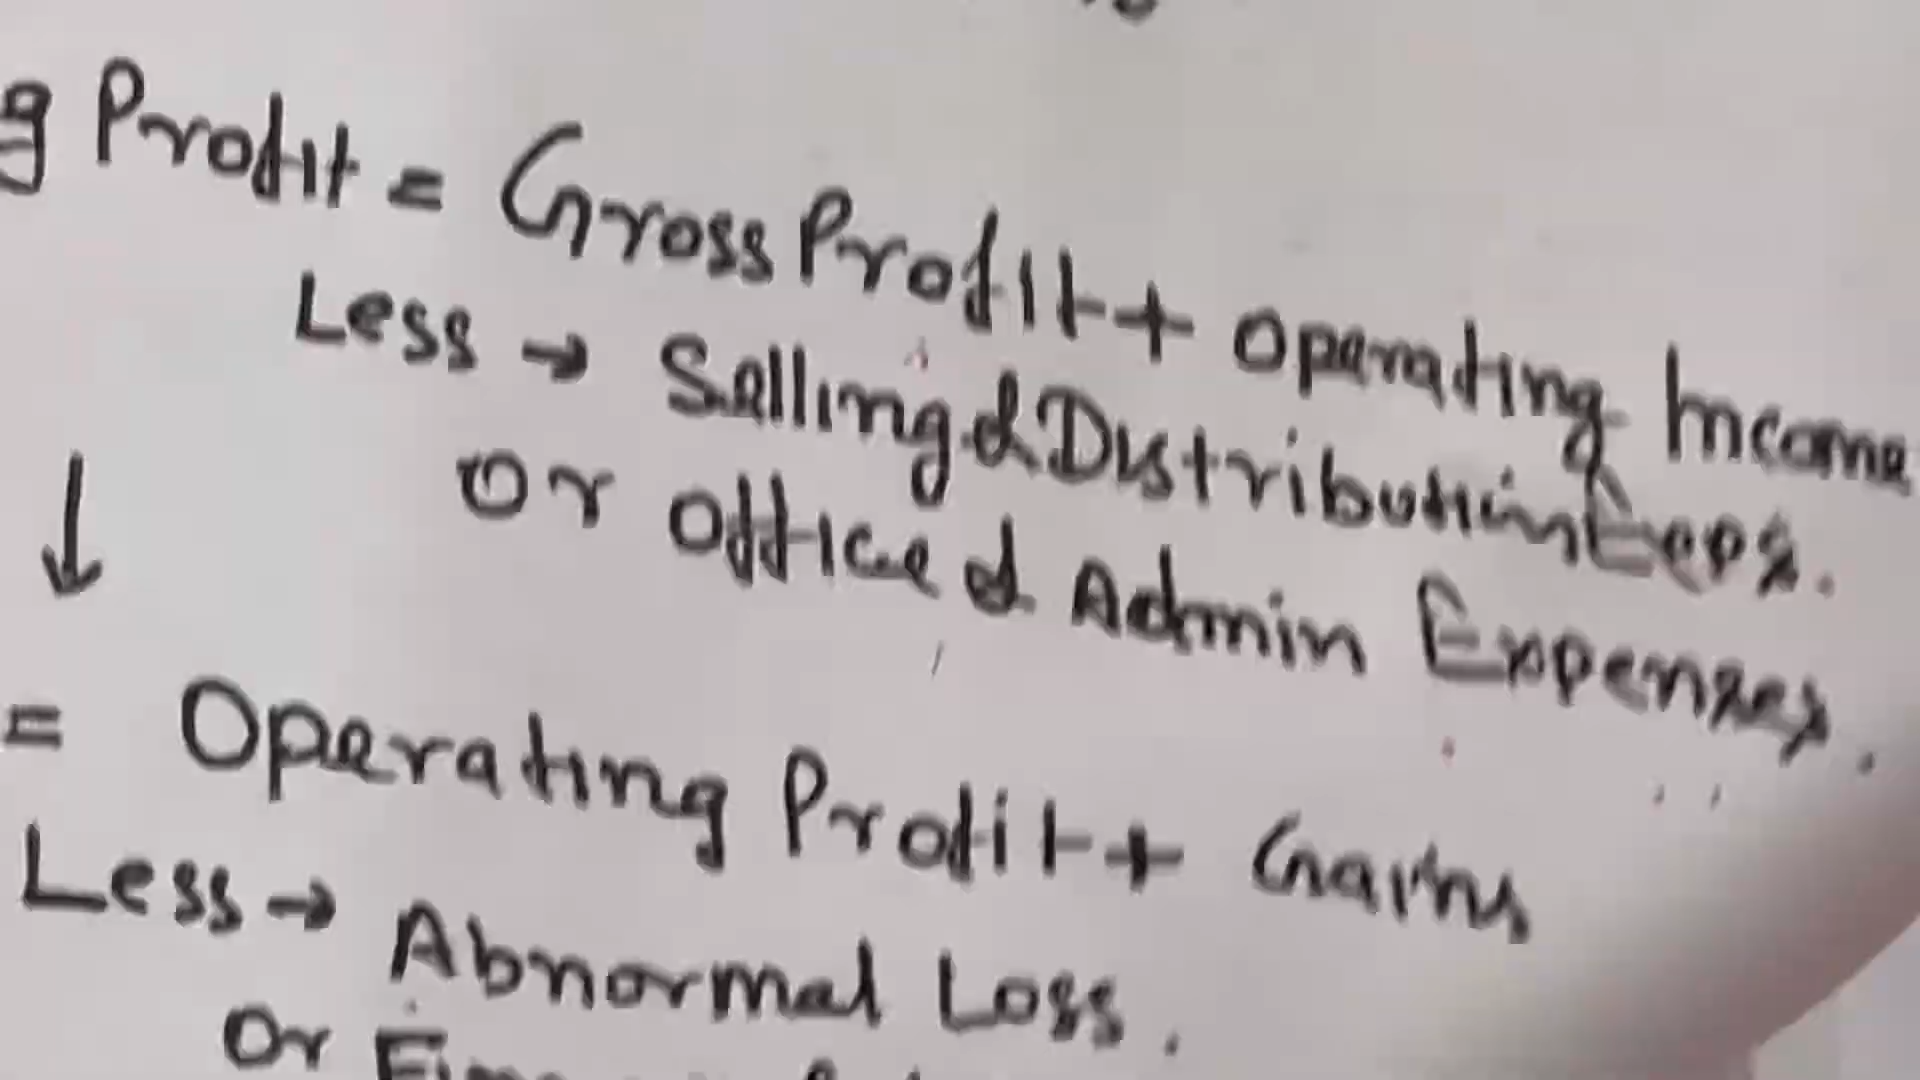 g Profit = Gross Profit + Operating Income
Less → Selling & Distribution Exps.
Or Office & Admin Expenses.
↓
= Operating Profit + Gains
Less → Abnormal Loss.
Or